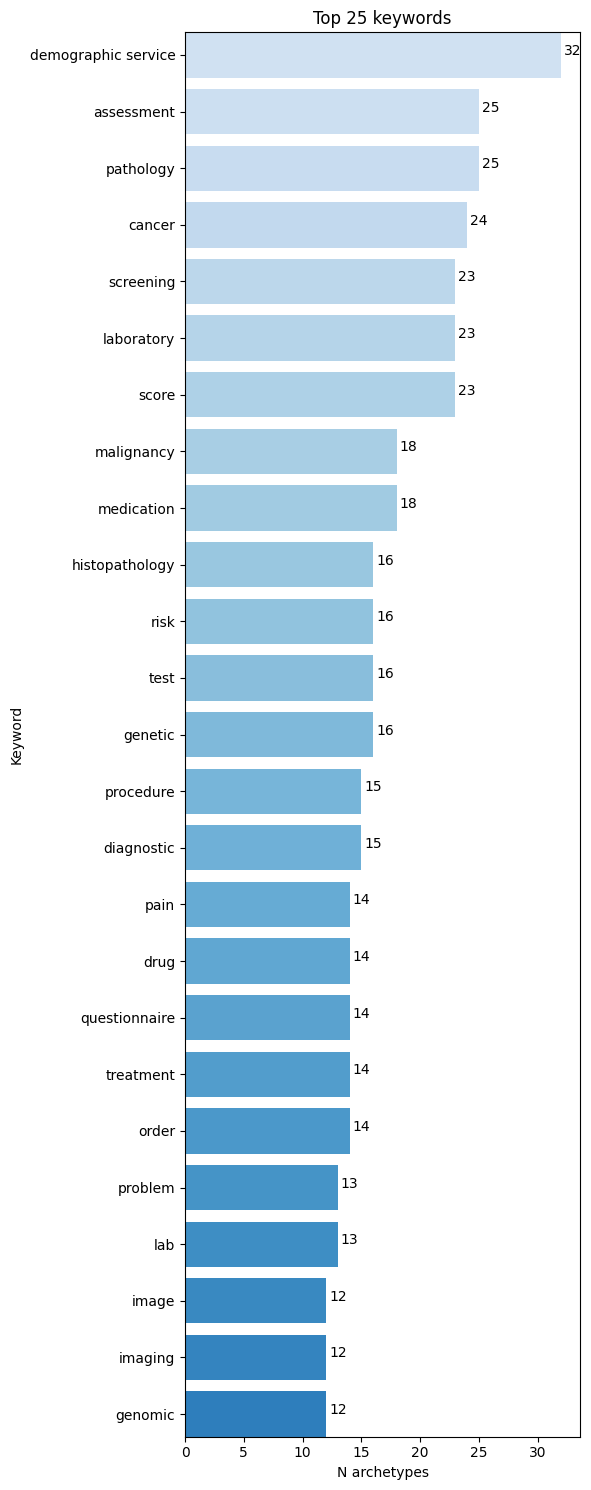 Top 25 keywords
demographic service 32
assessment 25
pathology 25
cancer 24
screening 23
laboratory 23
score 23
malignancy 18
medication 18
histopathology 16
risk 16
test 16
genetic 16
procedure 15
diagnostic 15
pain 14
drug 14
questionnaire 14
treatment 14
order 14
problem 13
lab 13
image 12
imaging 12
genomic 12
Keyword
0 5 10 15 20 25 30
N archetypes